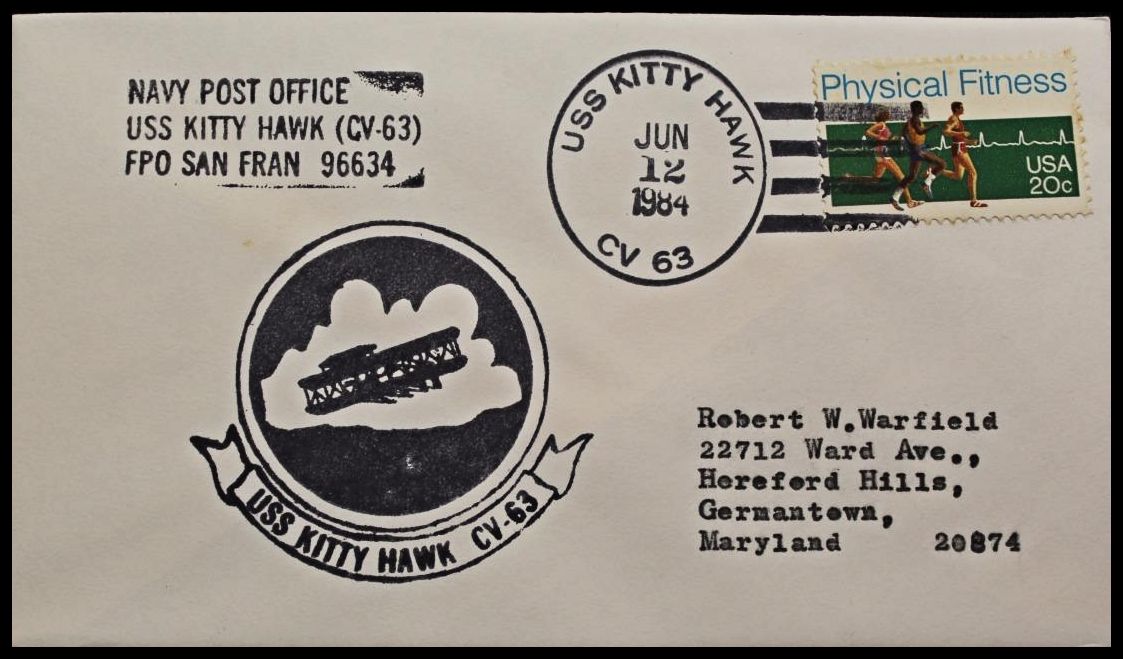 NAVY POST OFFICE
USS KITTY HAWK (CV-63)
FPO SAN FRAN 96634
USS KITTY HAWK
JUN
12
1984
CV 63
Physical Fitness
USA
20c
USS KITTY HAWK CV-63
Robert W.Warfield
22712 Ward Ave.,
Hereford Hills,
Germantown,
Maryland 20874